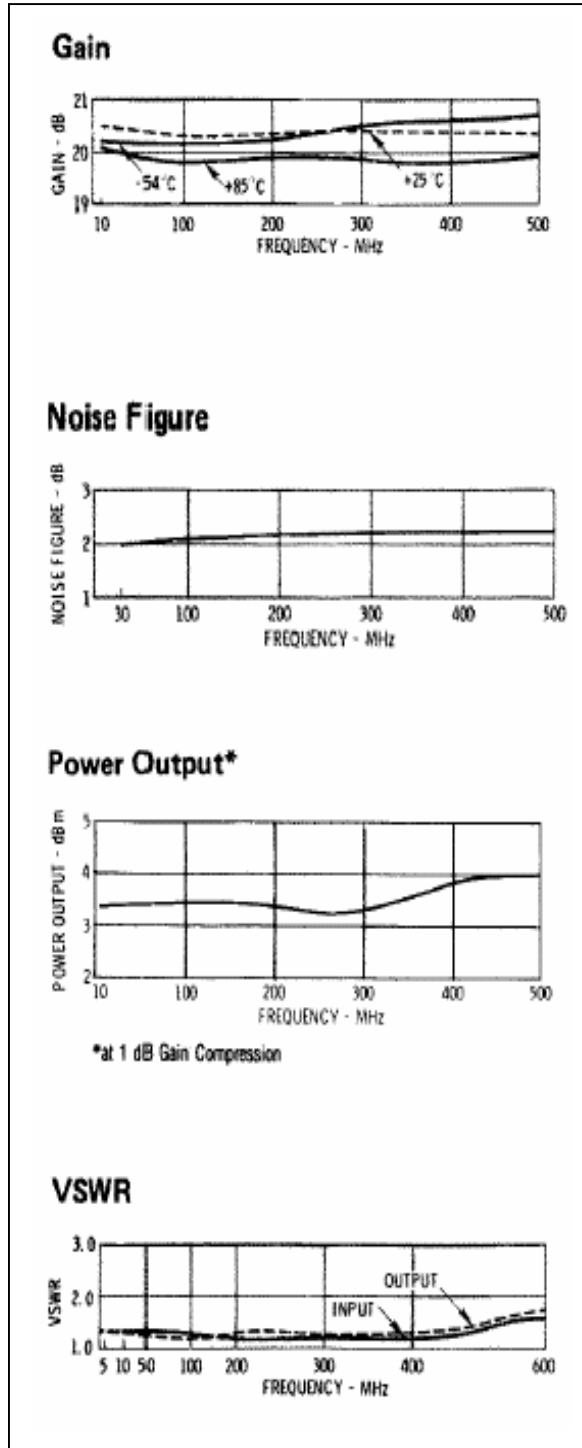 Gain
GAIN - dB
21
20
19
-54°C
+85°C
+25°C
10 100 200 300 400 500
FREQUENCY - MHz
Noise Figure
NOISE FIGURE - dB
3
2
1
30 100 200 300 400 500
FREQUENCY - MHz
Power Output*
POWER OUTPUT - dBm
5
4
3
2
10 100 200 300 400 500
FREQUENCY - MHz
*at 1 dB Gain Compression
VSWR
VSWR
3.0
2.0
1.0
OUTPUT
INPUT
5 10 50 100 200 300 400 600
FREQUENCY - MHz